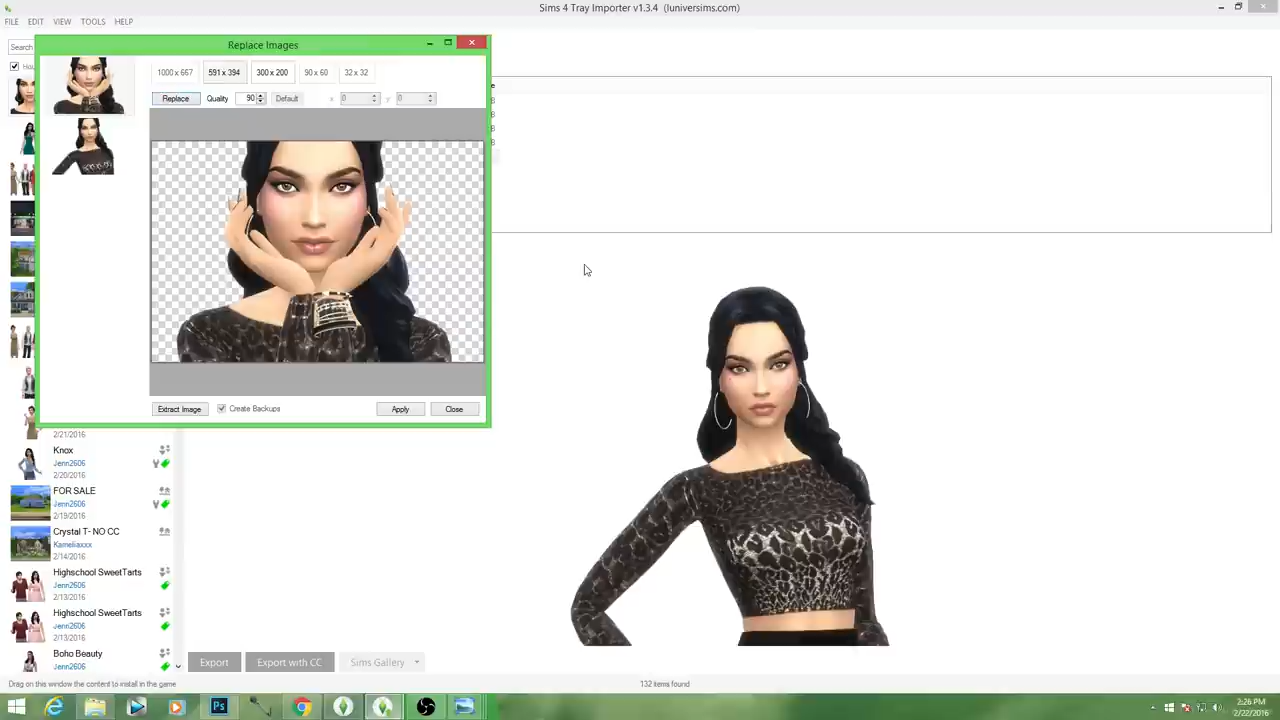 Sims 4 Tray Importer v1.3.4 (luniversims.com)
FILE EDIT VIEW TOOLS HELP
Search
Replace Images
1000 x 667 591 x 394 300 x 200 90 x 60 32 x 32
Replace Quality 90 Default x 0 y 0
Extract Image Create Backups Apply Close
2/21/2016
Knox
Jenn2606
2/20/2016
FOR SALE
Jenn2606
2/19/2016
Crystal T- NO CC
Kameliaxxx
2/14/2016
Highschool SweetTarts
Jenn2606
2/13/2016
Highschool SweetTarts
Jenn2606
2/13/2016
Boho Beauty
Jenn2606
Export Export with CC Sims Gallery
Drag on this window the content to install in the game
132 items found
Ps
2:26 PM
2/22/2016